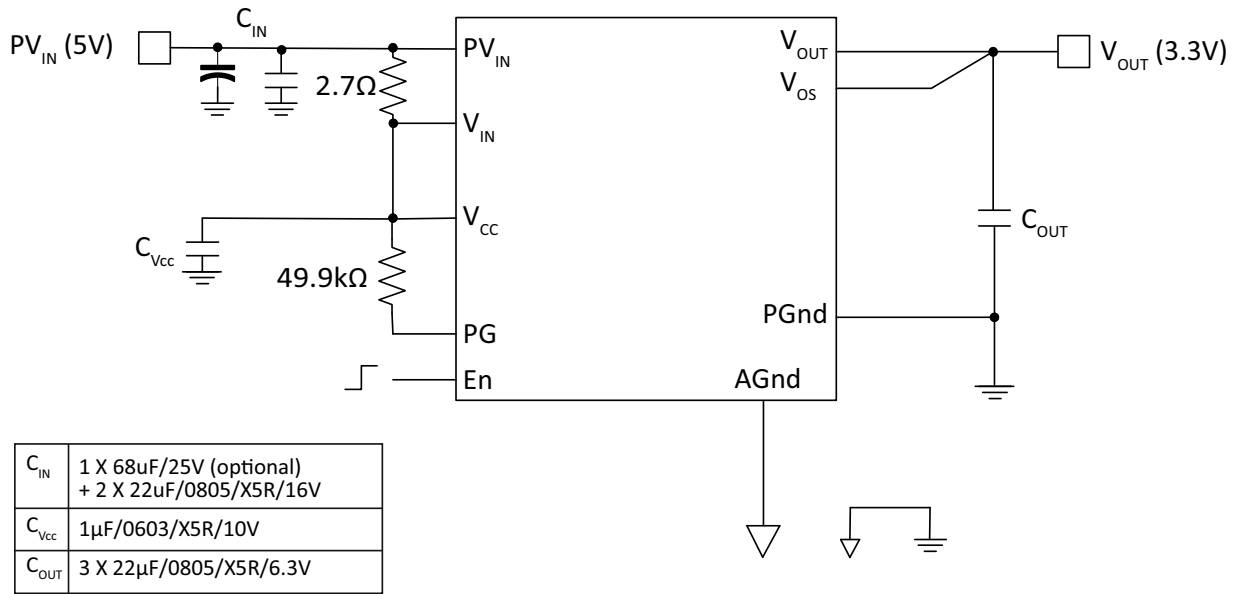 C_IN
PV_IN (5V)
PV_IN
V_OUT
V_OUT (3.3V)
2.7Ω
V_OS
V_IN
V_CC
C_OUT
C_Vcc
49.9kΩ
PGnd
PG
En
AGnd
C_IN 1 X 68uF/25V (optional)
+ 2 X 22uF/0805/X5R/16V
C_Vcc 1µF/0603/X5R/10V
C_OUT 3 X 22µF/0805/X5R/6.3V